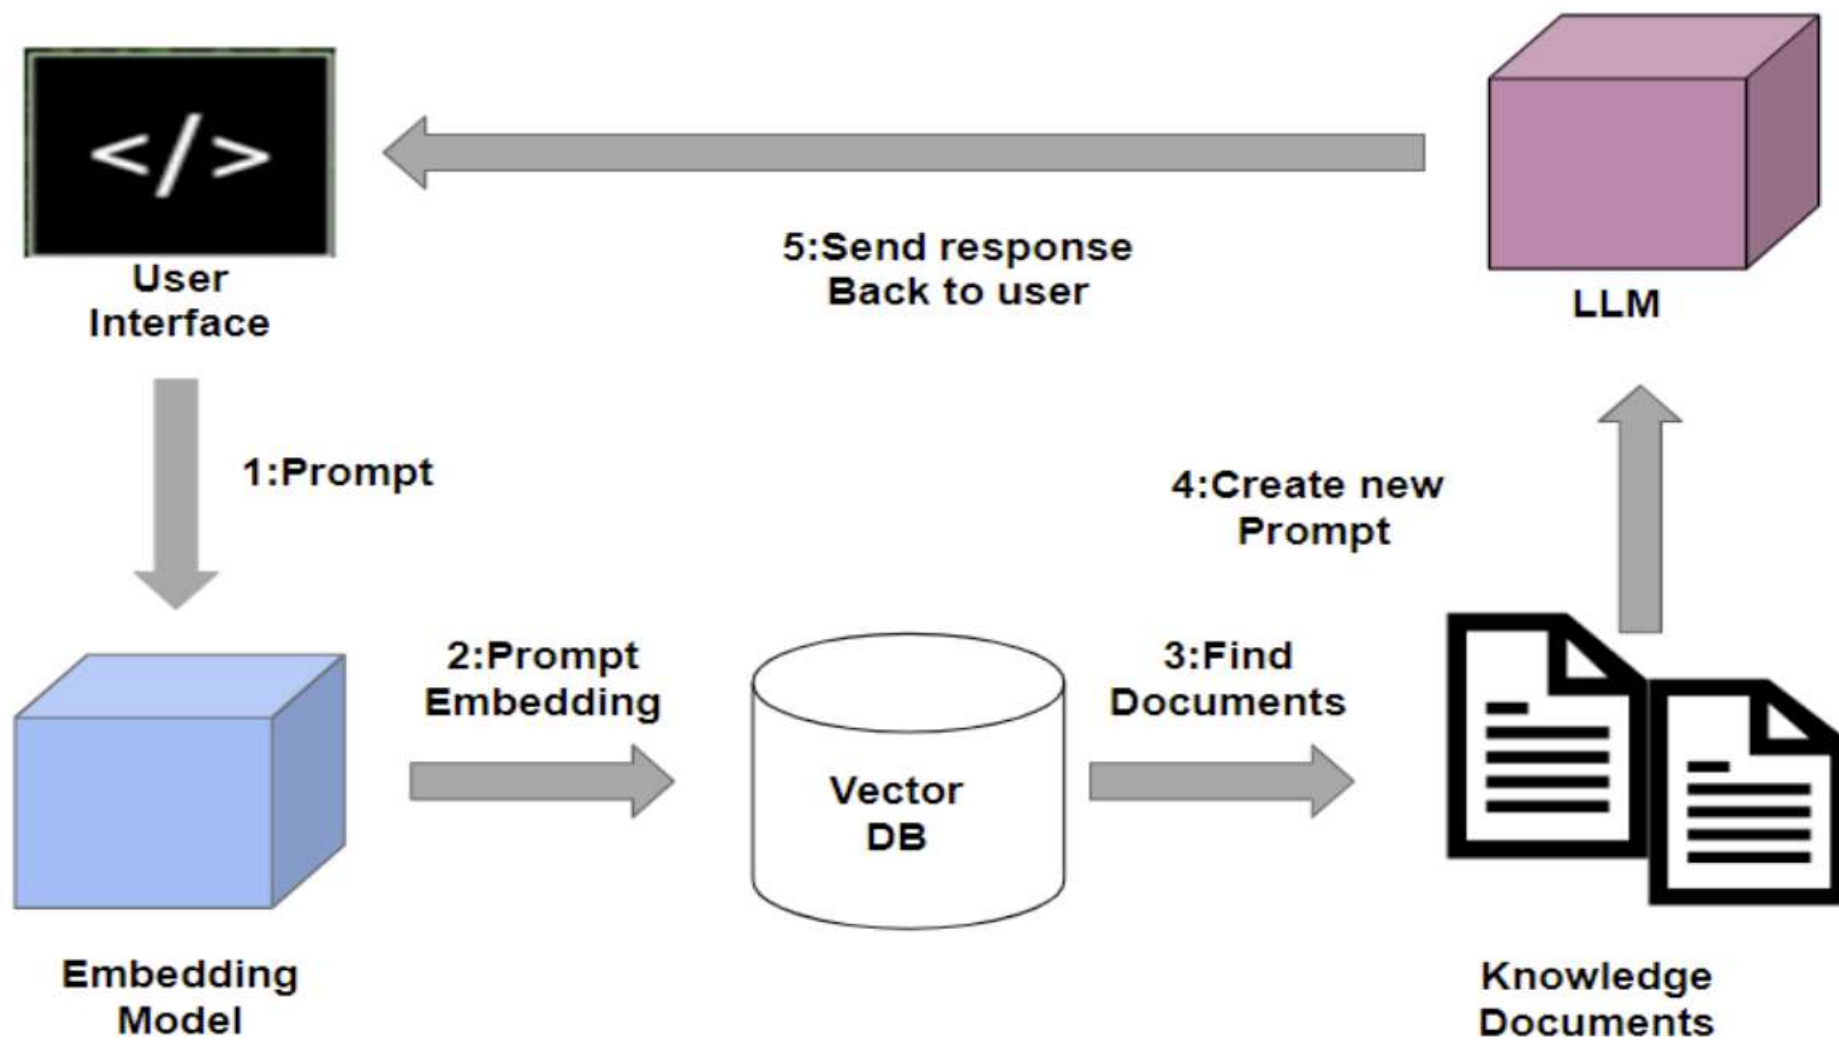 </>
User
Interface
5:Send response
Back to user
LLM
1:Prompt
4:Create new
Prompt
2:Prompt
Embedding
3:Find
Documents
Vector
DB
Embedding
Model
Knowledge
Documents